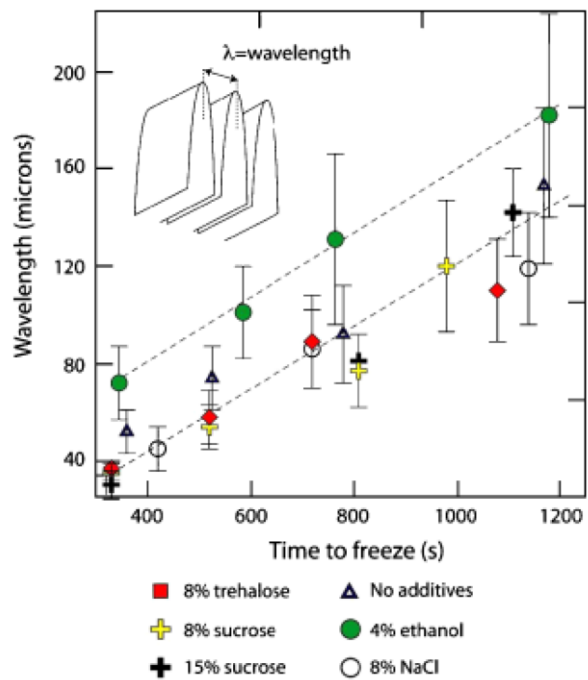 λ=wavelength
200
160
120
80
40
Wavelength (microns)
400 600 800 1000 1200
Time to freeze (s)
8% trehalose No additives
8% sucrose 4% ethanol
15% sucrose 8% NaCl